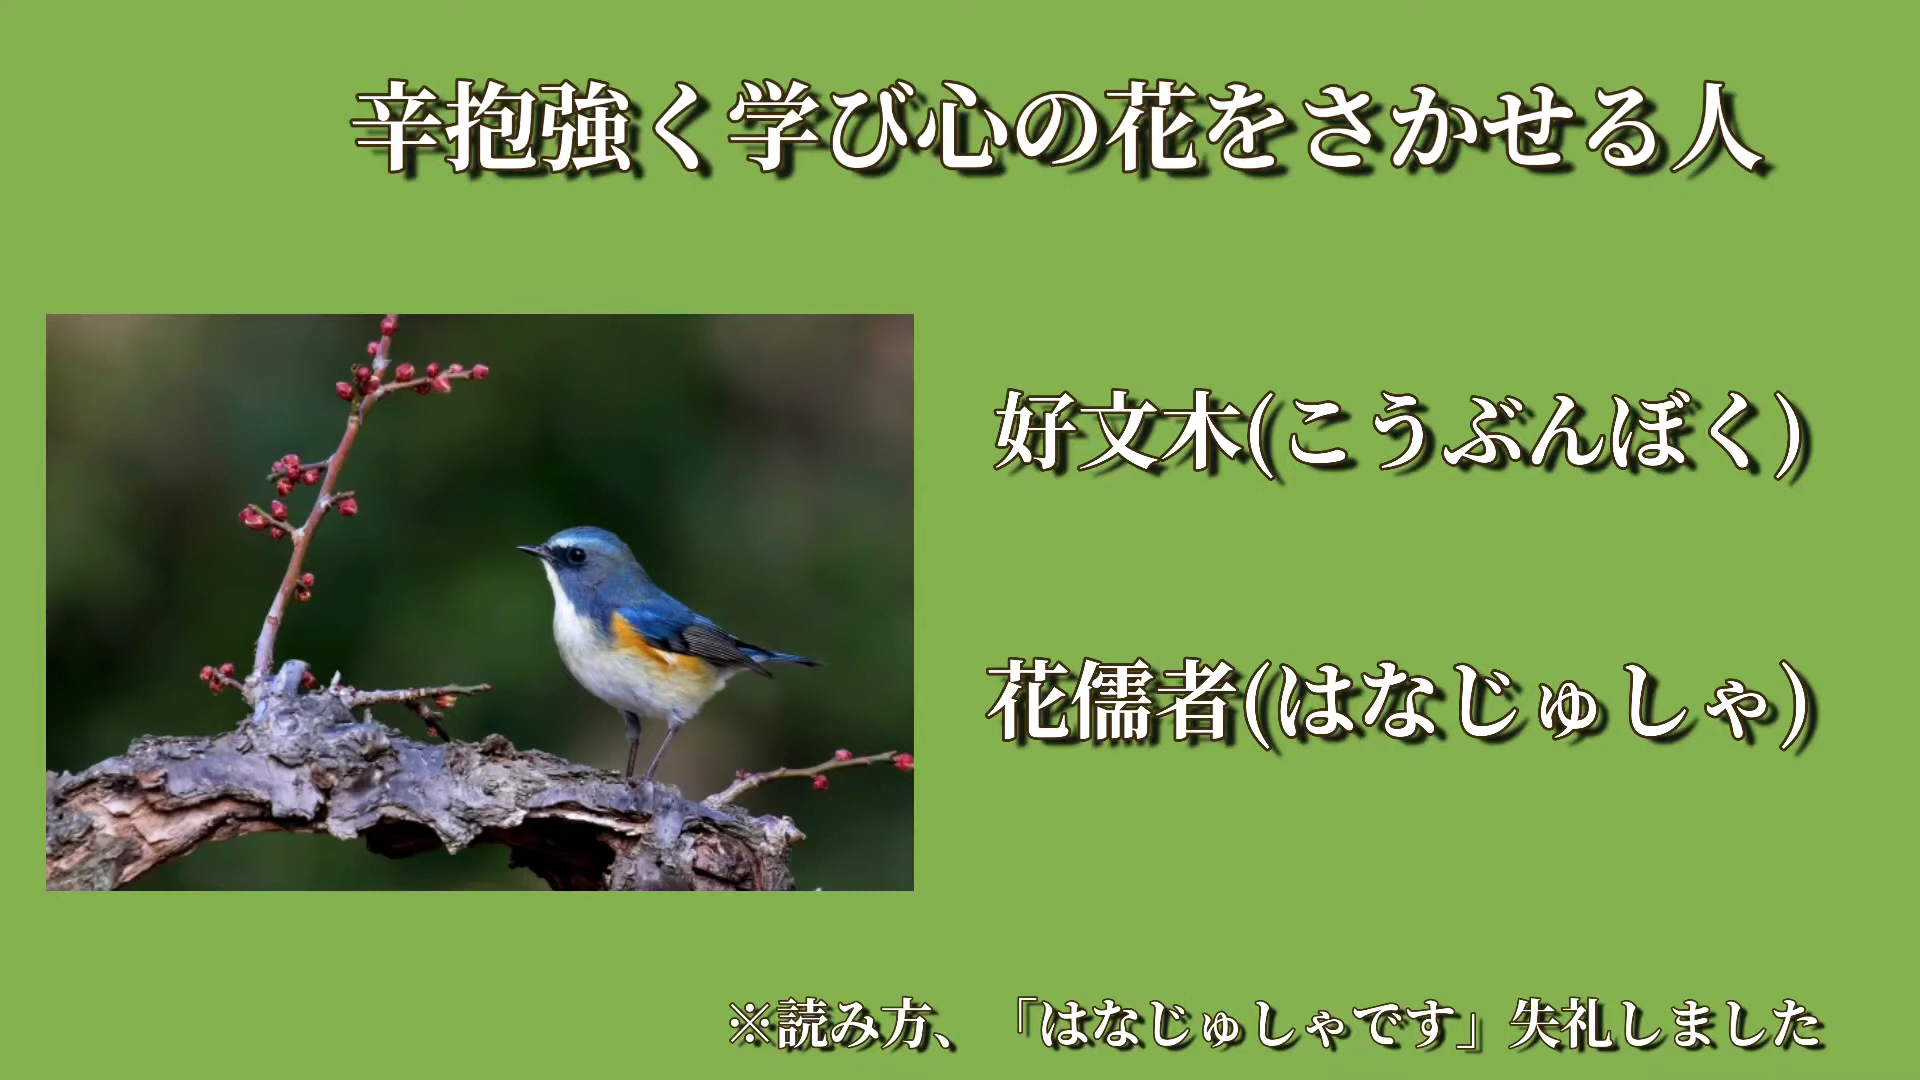 辛抱強く学び心の花をさかせる人
好文木(こうぶんぼく)
花儒者(はなじゅしゃ)
※読み方、「はなじゅしゃです」失礼しました